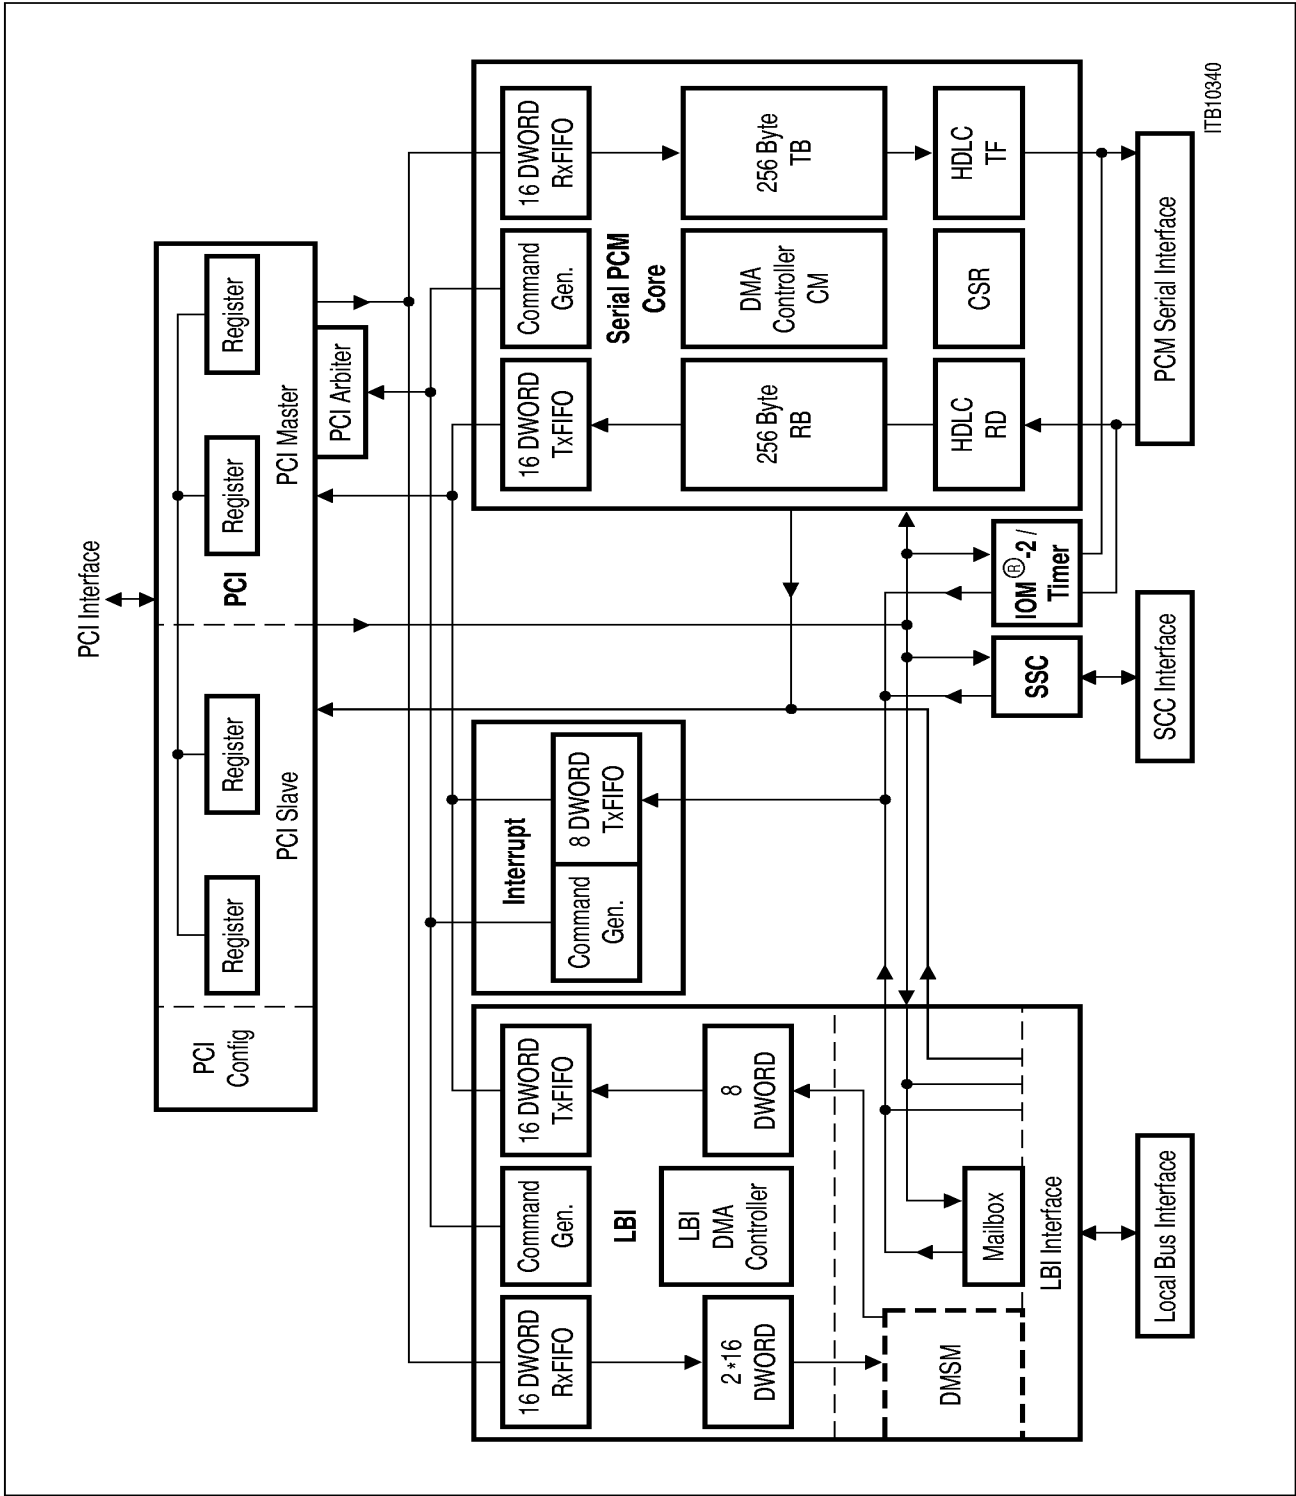 PCI Interface
PCI
Config
Register
PCI Slave
Register
PCI
Register
PCI Master
Register
PCI Arbiter
16 DWORD
RxFIFO
Command
Gen.
16 DWORD
TxFIFO
LBI
2*16
DWORD
LBI
DMA
Controller
8
DWORD
DMSM
Mailbox
LBI Interface
Local Bus Interface
Interrupt
Command
Gen.
8 DWORD
TxFIFO
SSC
SCC Interface
IOM®-2 /
Timer
16 DWORD
TxFIFO
Command
Gen.
16 DWORD
RxFIFO
Serial PCM
Core
256 Byte
RB
DMA
Controller
CM
256 Byte
TB
HDLC
RD
CSR
HDLC
TF
PCM Serial Interface
ITB10340